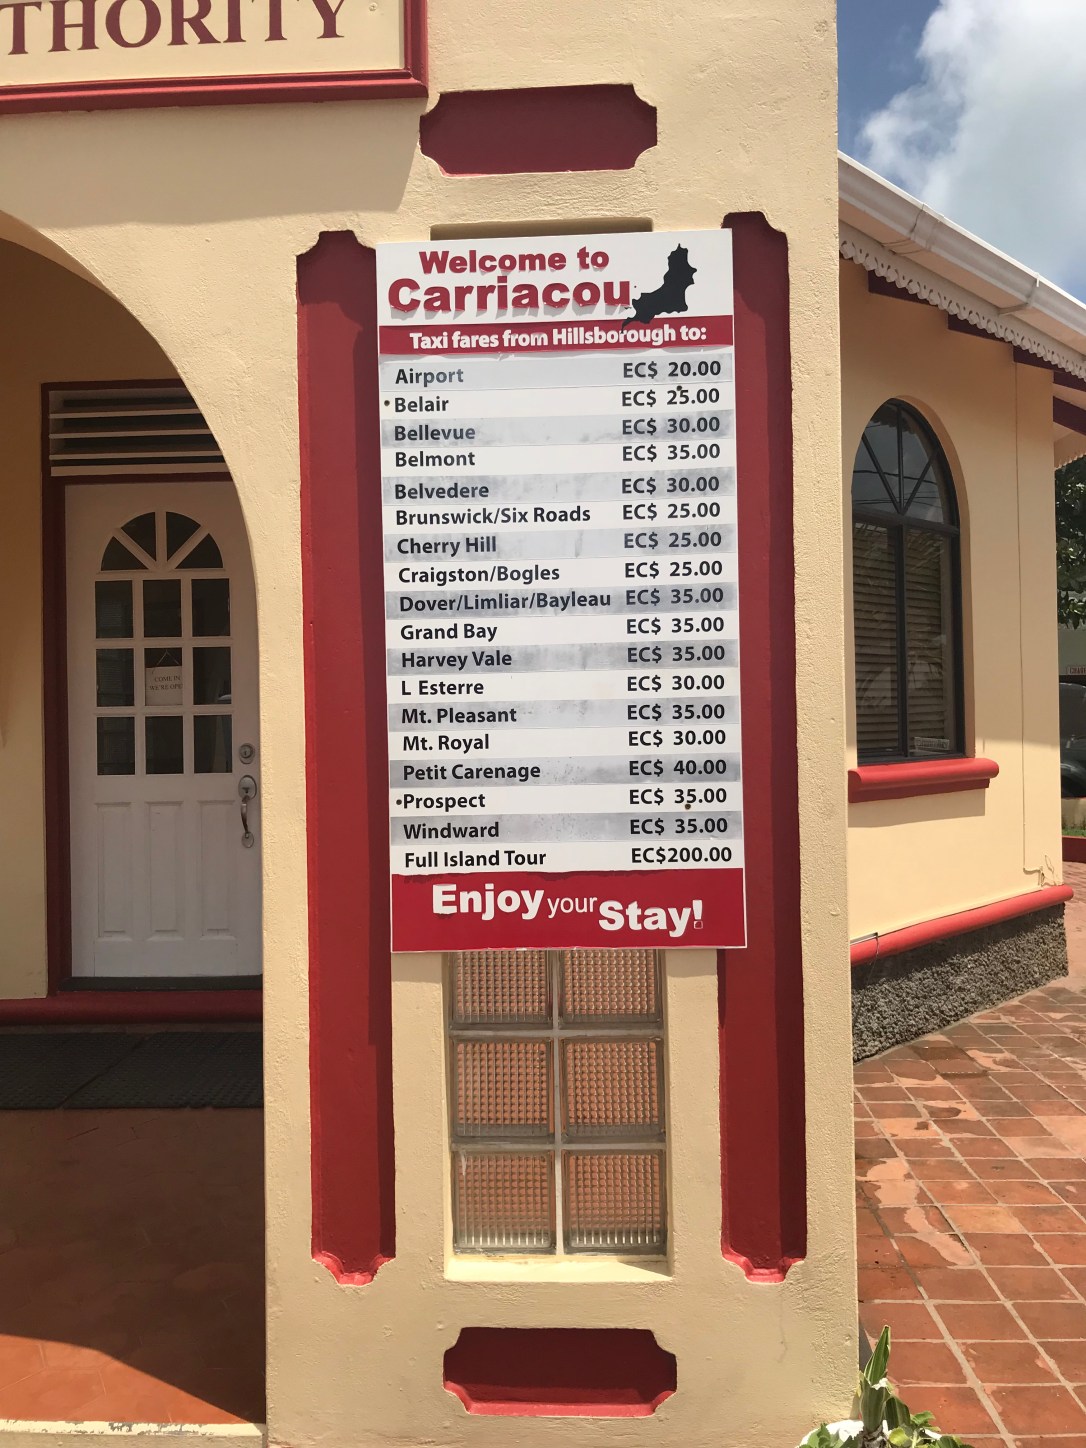 THORITY
Welcome to
Carriacou
Taxi fares from Hillsborough to:
Airport EC$ 20.00
Belair EC$ 25.00
Bellevue EC$ 30.00
Belmont EC$ 35.00
Belvedere EC$ 30.00
Brunswick/Six Roads EC$ 25.00
Cherry Hill EC$ 25.00
Craigston/Bogles EC$ 25.00
Dover/Limliar/Bayleau EC$ 35.00
Grand Bay EC$ 35.00
Harvey Vale EC$ 35.00
L Esterre EC$ 30.00
Mt. Pleasant EC$ 35.00
Mt. Royal EC$ 30.00
Petit Carenage EC$ 40.00
Prospect EC$ 35.00
Windward EC$ 35.00
Full Island Tour EC$200.00
Enjoy your Stay!
COME IN
WE'RE OPEN